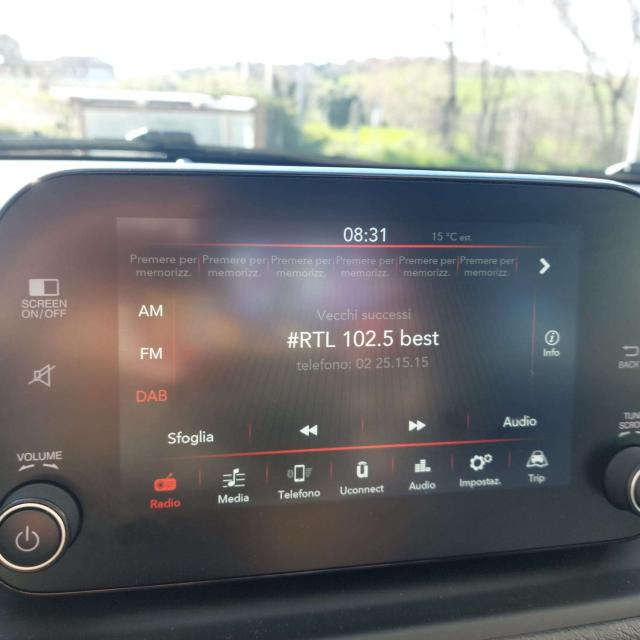 08:31 15 °C est.
Premere per memorizz. Premere per memorizz. Premere per memorizz. Premere per memorizz. Premere per memorizz. Premere per memorizz.
SCREEN
ON/OFF
AM
FM
DAB
Vecchi successi
#RTL 102.5 best
telefono: 02 25.15.15
Info
BACK
Sfoglia
Audio
VOLUME
Radio Media Telefono Uconnect Audio Impostaz. Trip